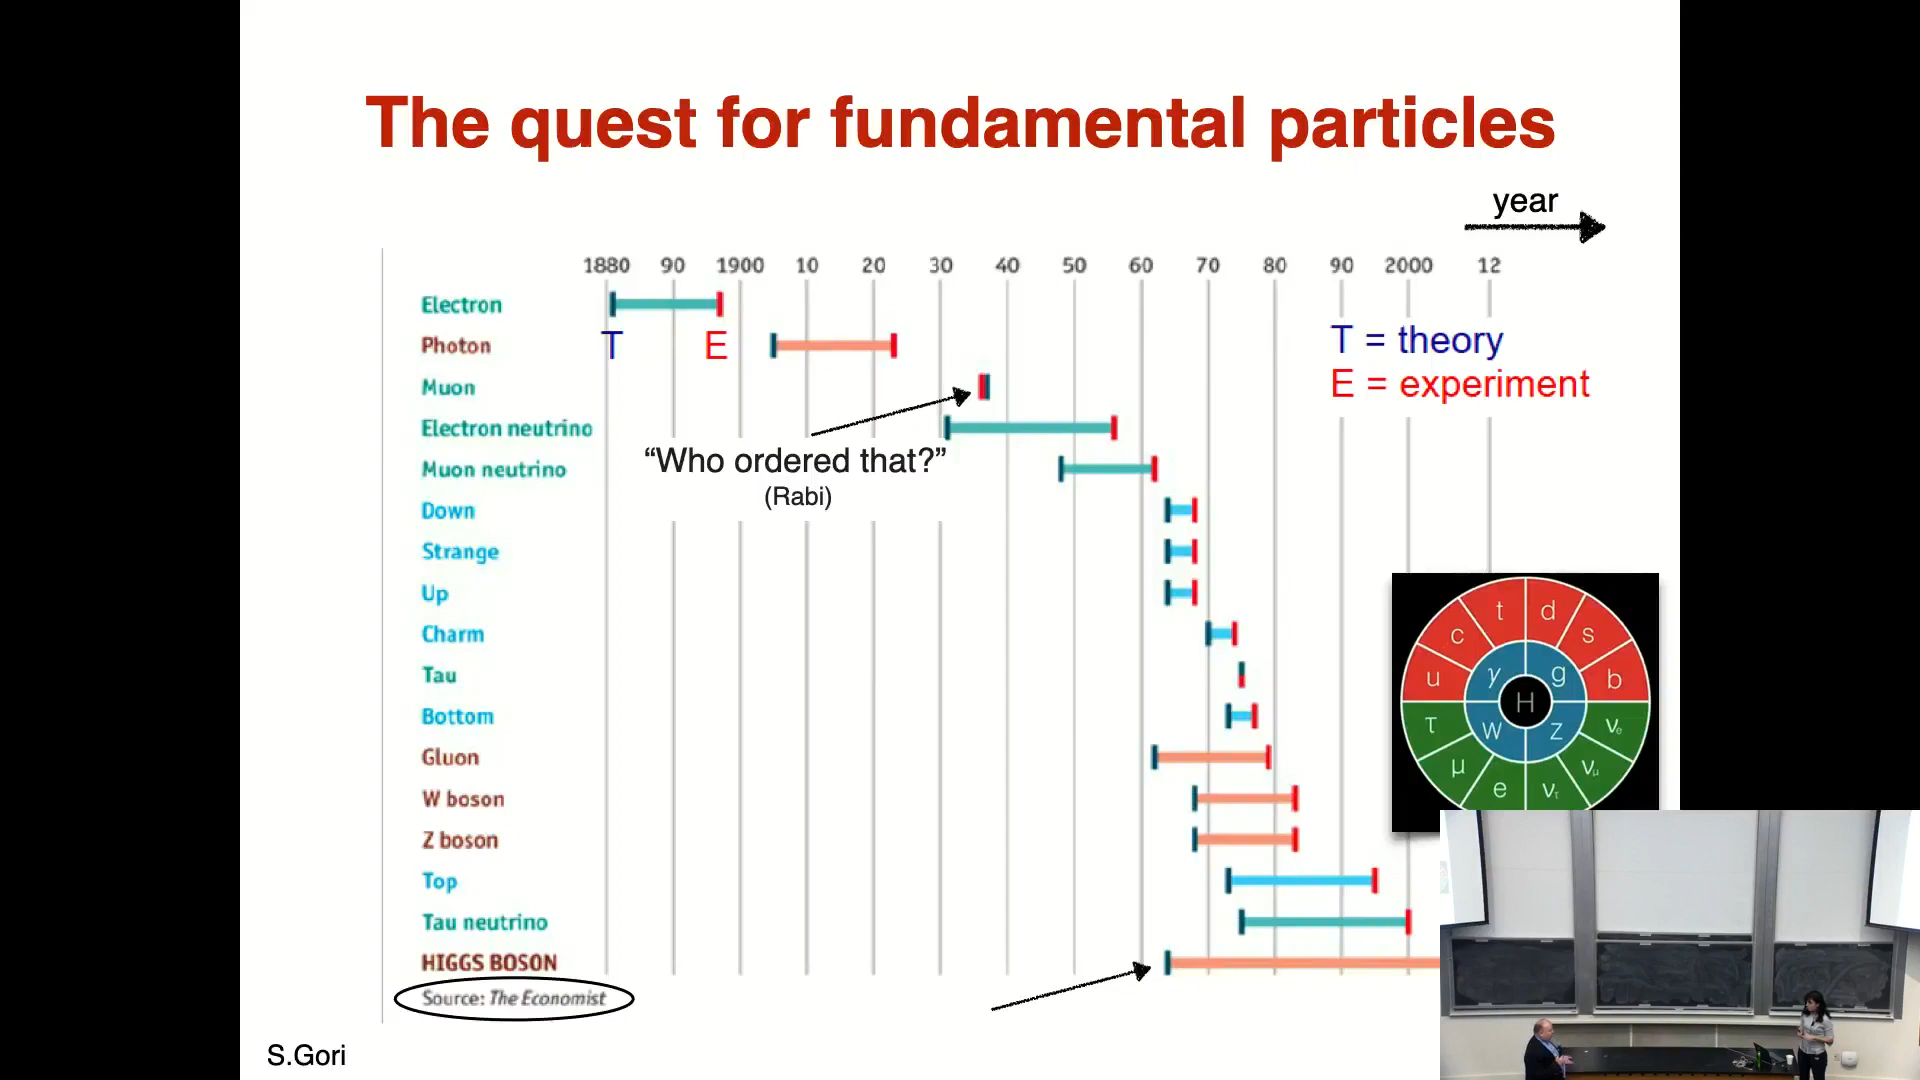 The quest for fundamental particles
year
1880 90 1900 10 20 30 40 50 60 70 80 90 2000 12
Electron
T E
T = theory
Photon
E = experiment
Muon
Electron neutrino
“Who ordered that?”
(Rabi)
Muon neutrino
Down
Strange
Up
Charm
Tau
Bottom
Gluon
W boson
Z boson
Top
Tau neutrino
HIGGS BOSON
Source: The Economist
t d
c s
u γ g b
H
τ W Z νe
μ νμ
e ντ
S.Gori